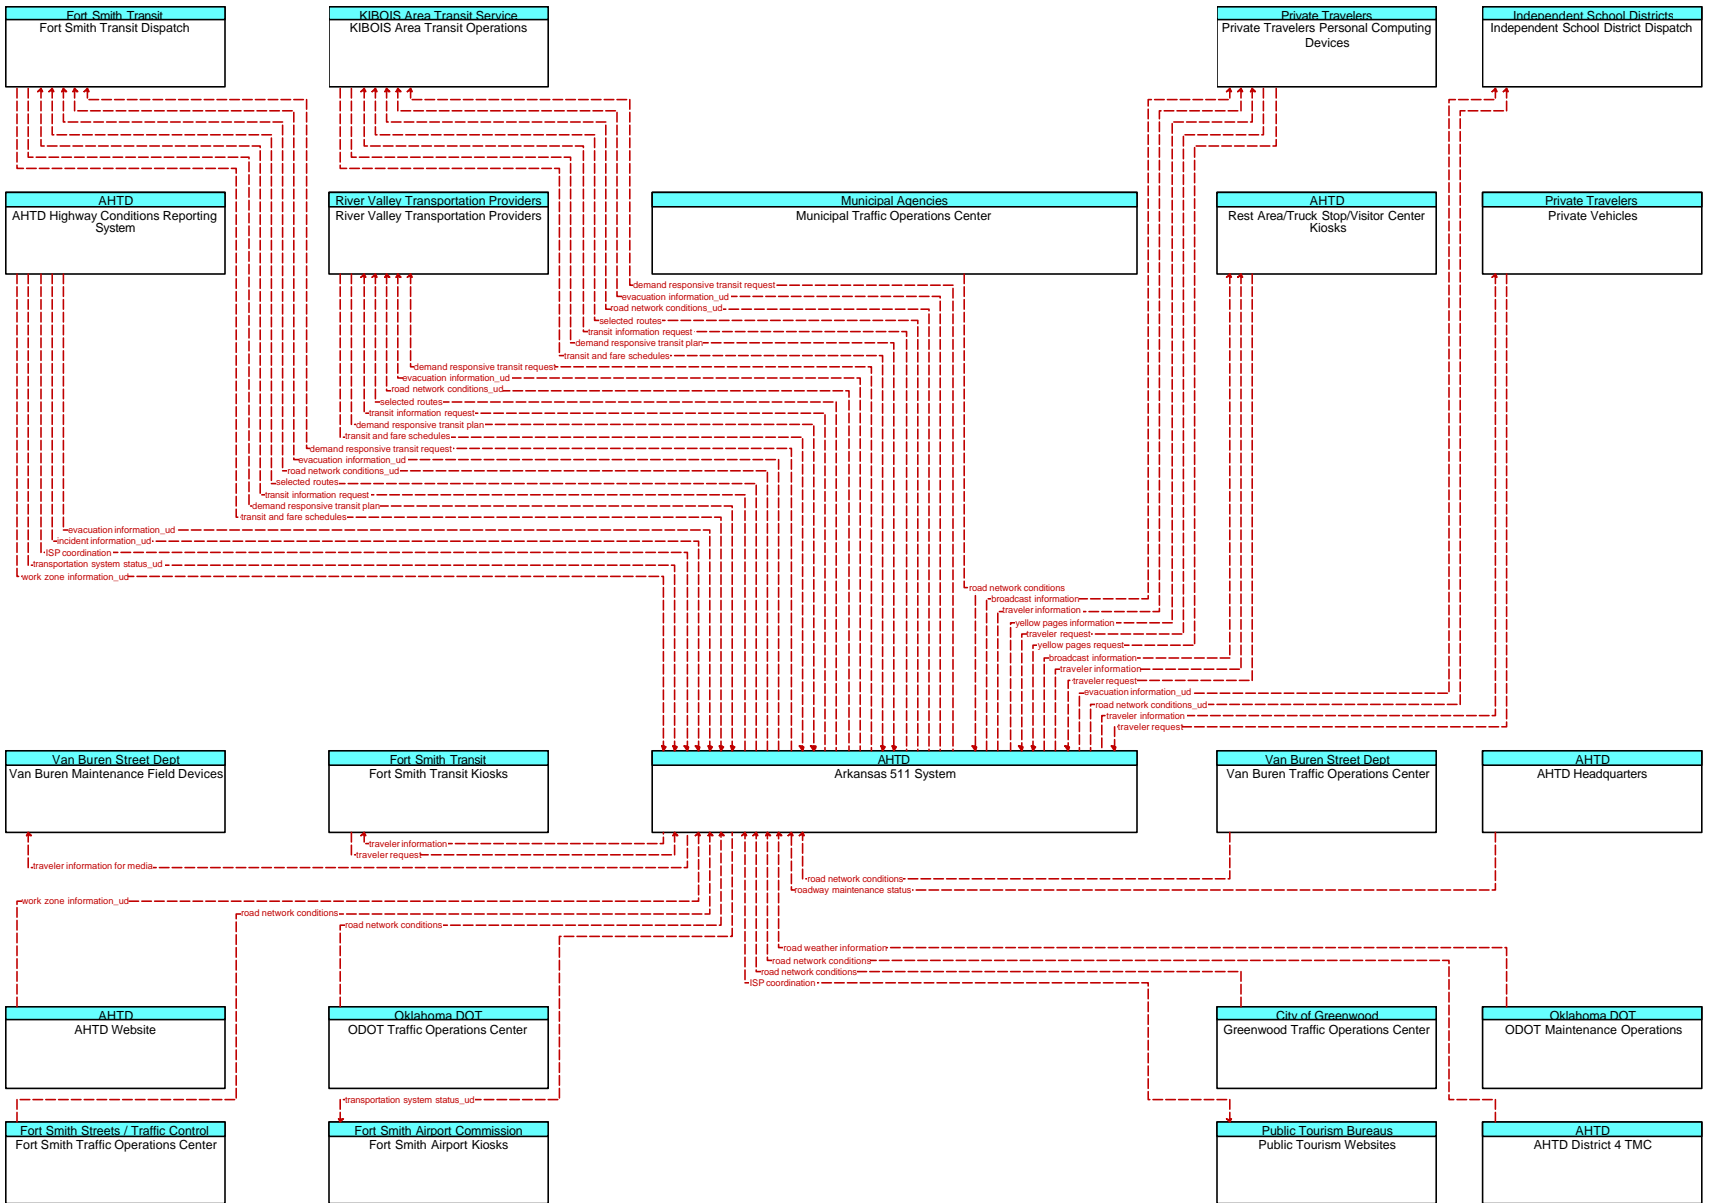 Fort Smith Transit
Fort Smith Transit Dispatch
KIBOIS Area Transit Service
KIBOIS Area Transit Operations
Private Travelers
Private Travelers Personal Computing
Devices
Independent School Districts
Independent School District Dispatch
AHTD
AHTD Highway Conditions Reporting
System
River Valley Transportation Providers
River Valley Transportation Providers
Municipal Agencies
Municipal Traffic Operations Center
AHTD
Rest Area/Truck Stop/Visitor Center
Kiosks
Private Travelers
Private Vehicles
demand responsive transit request
evacuation information_ud
road network conditions_ud
selected routes
transit information request
demand responsive transit plan
transit and fare schedules
demand responsive transit request
evacuation information_ud
road network conditions_ud
selected routes
transit information request
demand responsive transit plan
transit and fare schedules
demand responsive transit request
evacuation information_ud
road network conditions_ud
selected routes
transit information request
demand responsive transit plan
transit and fare schedules
evacuation information_ud
incident information_ud
ISP coordination
transportation system status_ud
work zone information_ud
road network conditions
broadcast information
traveler information
yellow pages information
traveler request
yellow pages request
broadcast information
traveler information
traveler request
evacuation information_ud
road network conditions_ud
traveler information
traveler request
Van Buren Street Dept
Van Buren Maintenance Field Devices
Fort Smith Transit
Fort Smith Transit Kiosks
AHTD
Arkansas 511 System
Van Buren Street Dept
Van Buren Traffic Operations Center
AHTD
AHTD Headquarters
traveler information
traveler request
traveler information for media
road network conditions
roadway maintenance status
work zone information_ud
road network conditions
road network conditions
road weather information
road network conditions
road network conditions
ISP coordination
AHTD
AHTD Website
Oklahoma DOT
ODOT Traffic Operations Center
City of Greenwood
Greenwood Traffic Operations Center
Oklahoma DOT
ODOT Maintenance Operations
transportation system status_ud
Fort Smith Streets / Traffic Control
Fort Smith Traffic Operations Center
Fort Smith Airport Commission
Fort Smith Airport Kiosks
Public Tourism Bureaus
Public Tourism Websites
AHTD
AHTD District 4 TMC